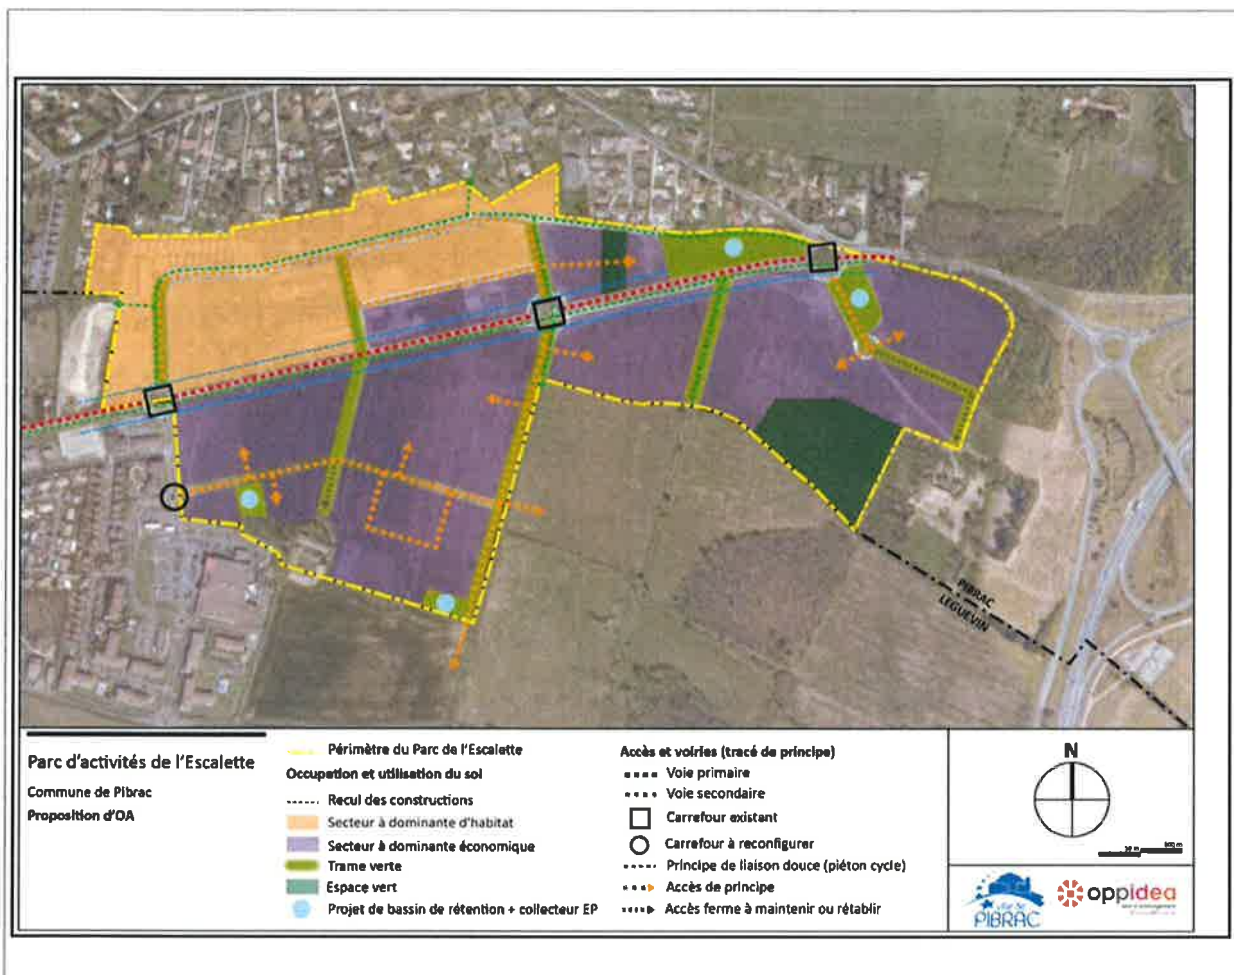 PIBRAC
LEGUEVIN
Parc d'activités de l'Escalette
Commune de Pibrac
Proposition d'OA
Périmètre du Parc de l'Escalette
Occupation et utilisation du sol
Recul des constructions
Secteur à dominante d'habitat
Secteur à dominante économique
Trame verte
Espace vert
Projet de bassin de rétention + collecteur EP
Accès et voiries (tracé de principe)
Voie primaire
Voie secondaire
Carrefour existant
Carrefour à reconfigurer
Principe de liaison douce (piéton cycle)
Accès de principe
Accès ferme à maintenir ou rétablir
N
PIBRAC
oppidea